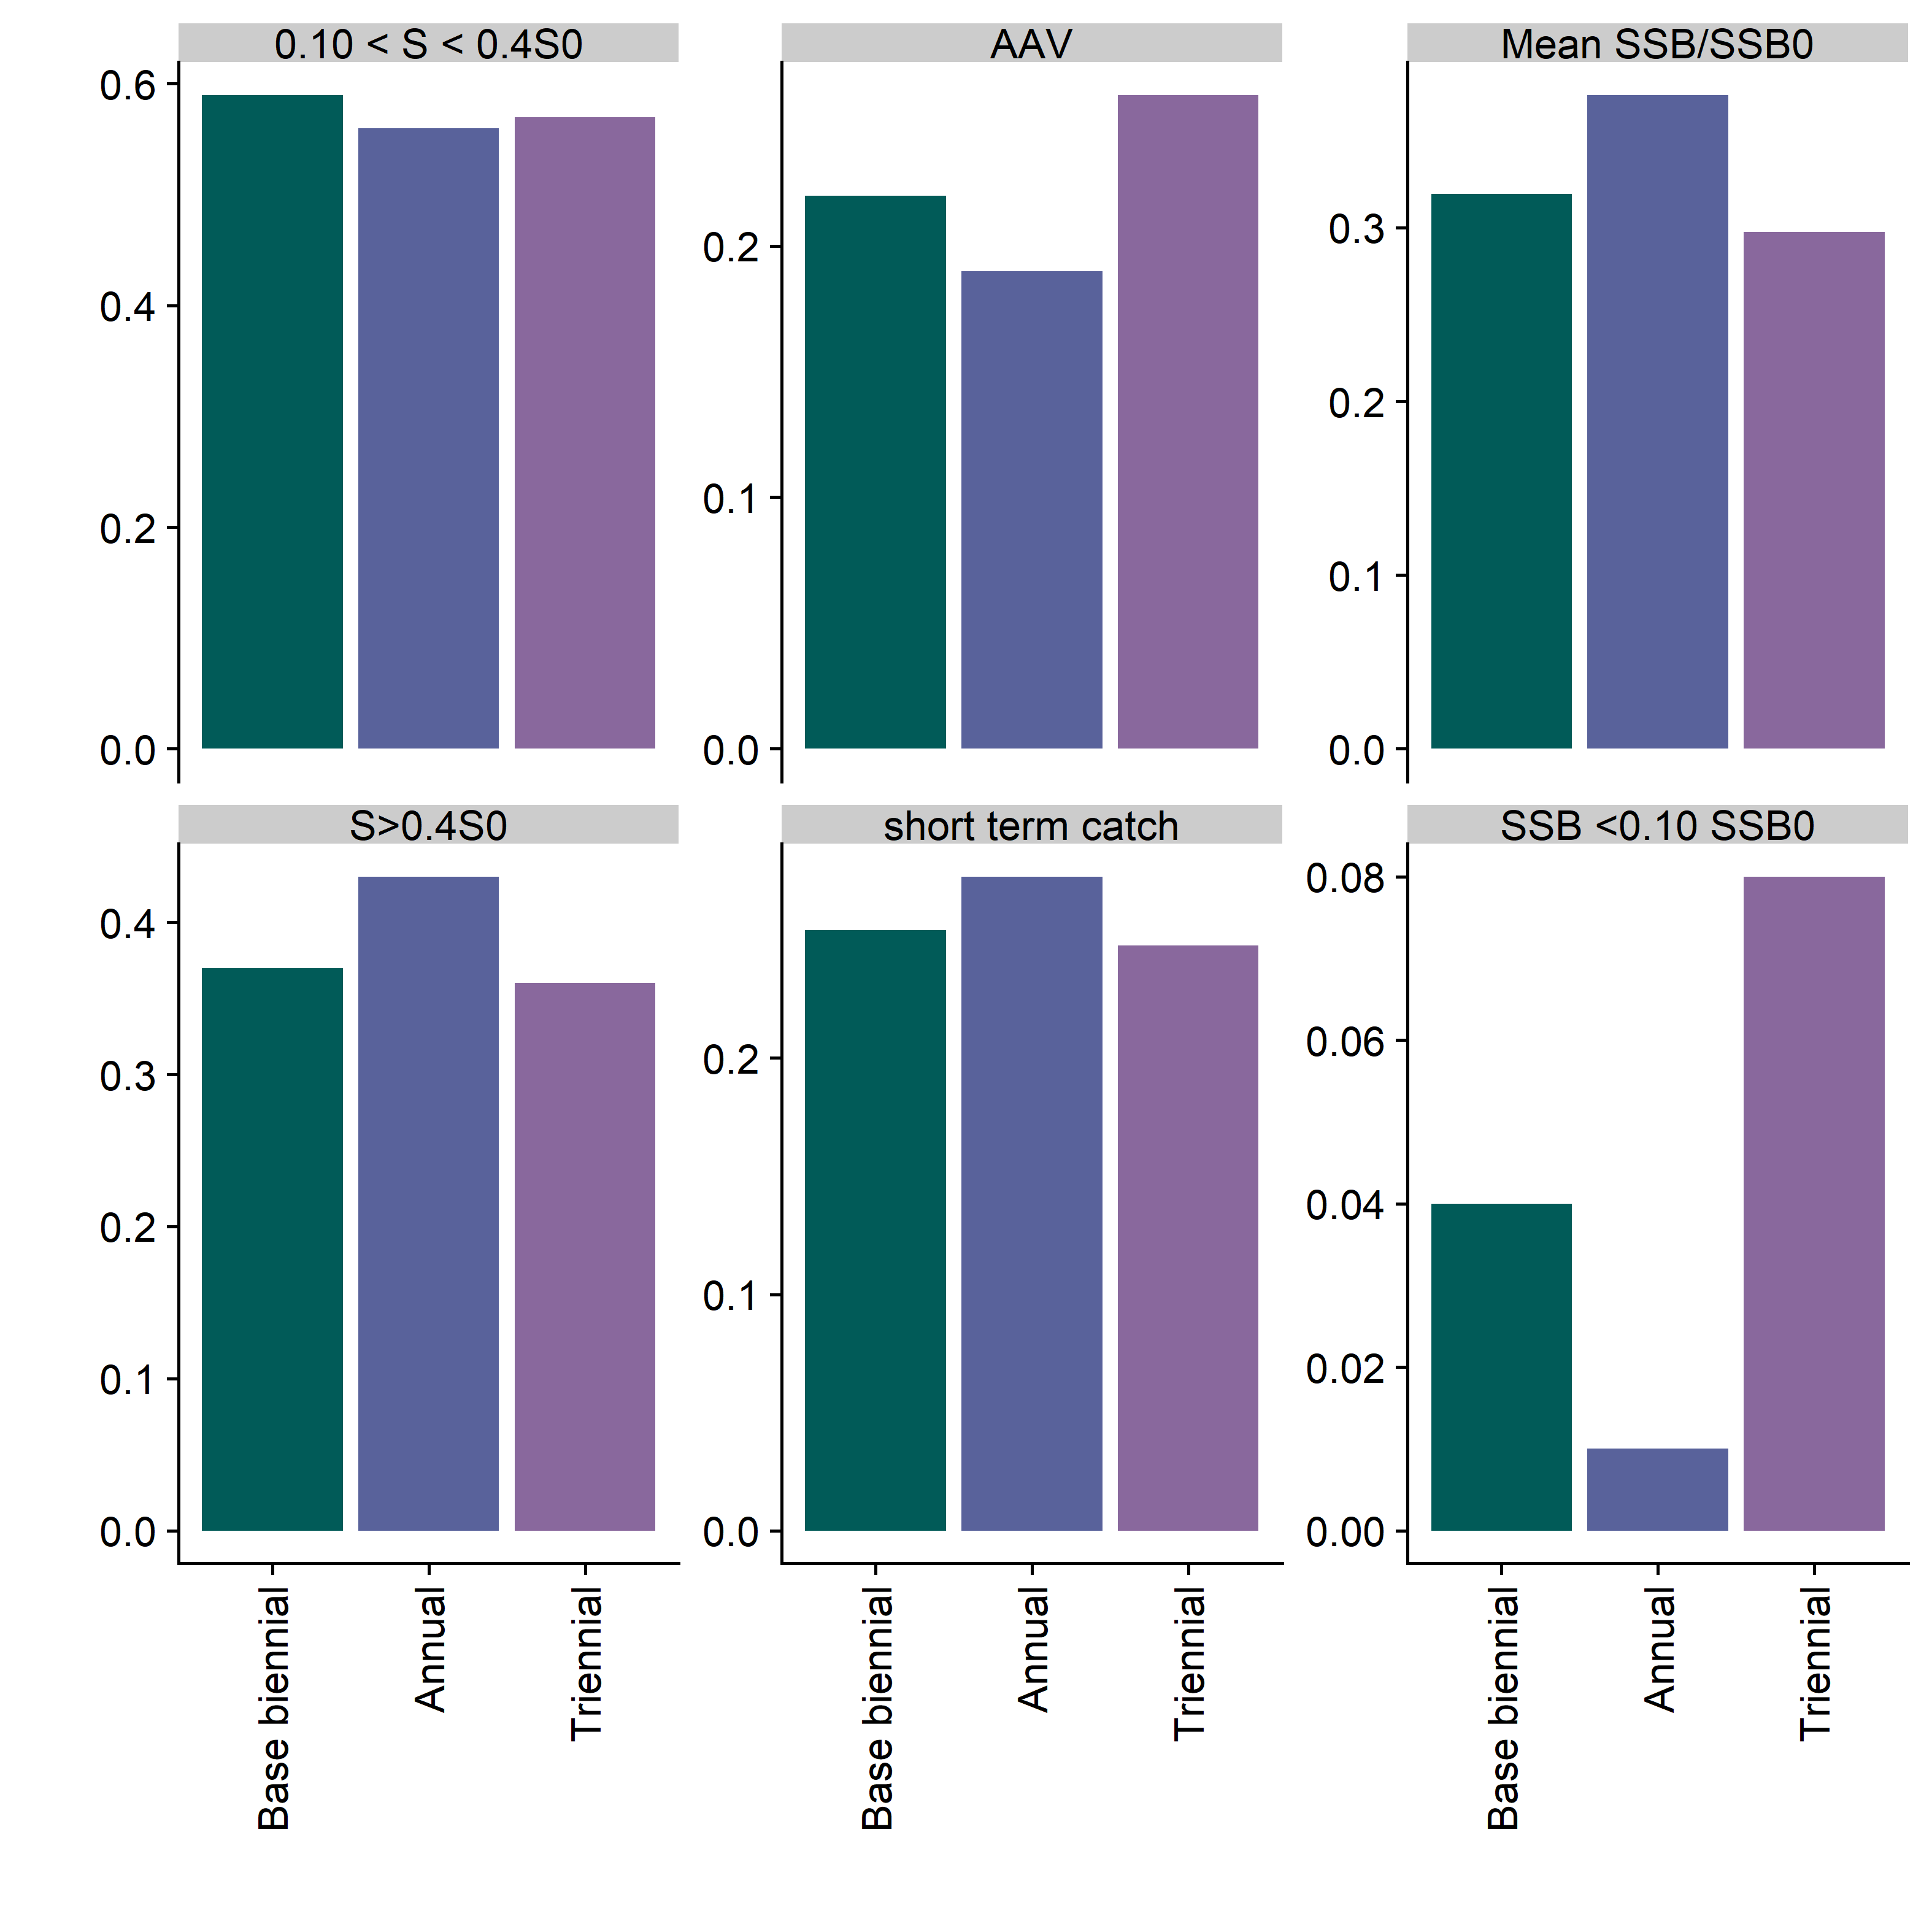 0.10 < S < 0.4S0
AAV
Mean SSB/SSB0
0.6
0.4
0.2
0.0
0.2
0.1
0.0
0.3
0.2
0.1
0.0
S>0.4S0
short term catch
SSB <0.10 SSB0
0.4
0.3
0.2
0.1
0.0
0.2
0.1
0.0
0.08
0.06
0.04
0.02
0.00
Base biennial
Annual
Triennial
Base biennial
Annual
Triennial
Base biennial
Annual
Triennial